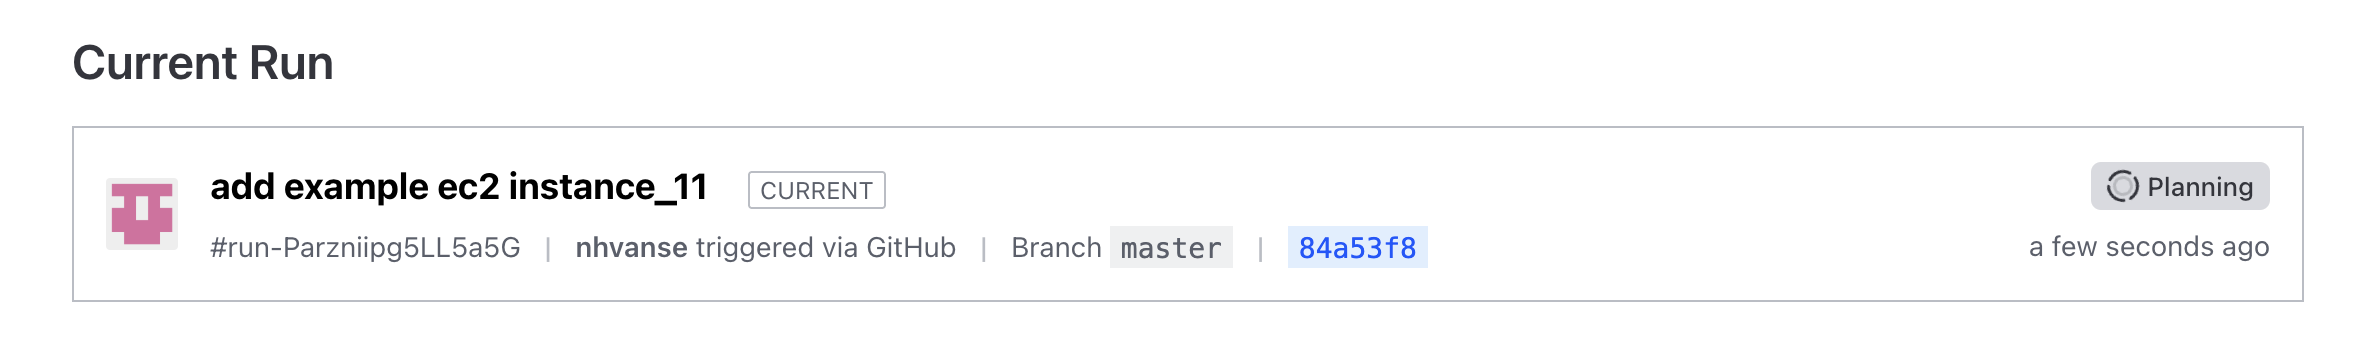 Current Run
add example ec2 instance_11 CURRENT Planning
#run-Parzniipg5LL5a5G | nhvanse triggered via GitHub | Branch master | 84a53f8 a few seconds ago